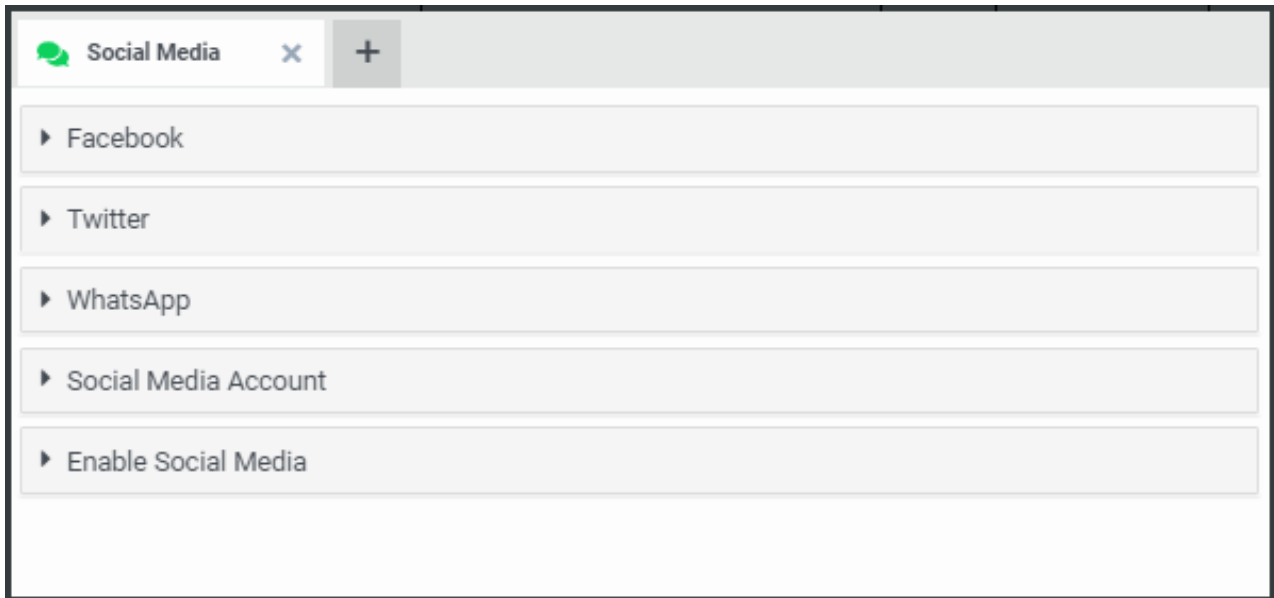 Social Media
Facebook
Twitter
WhatsApp
Social Media Account
Enable Social Media